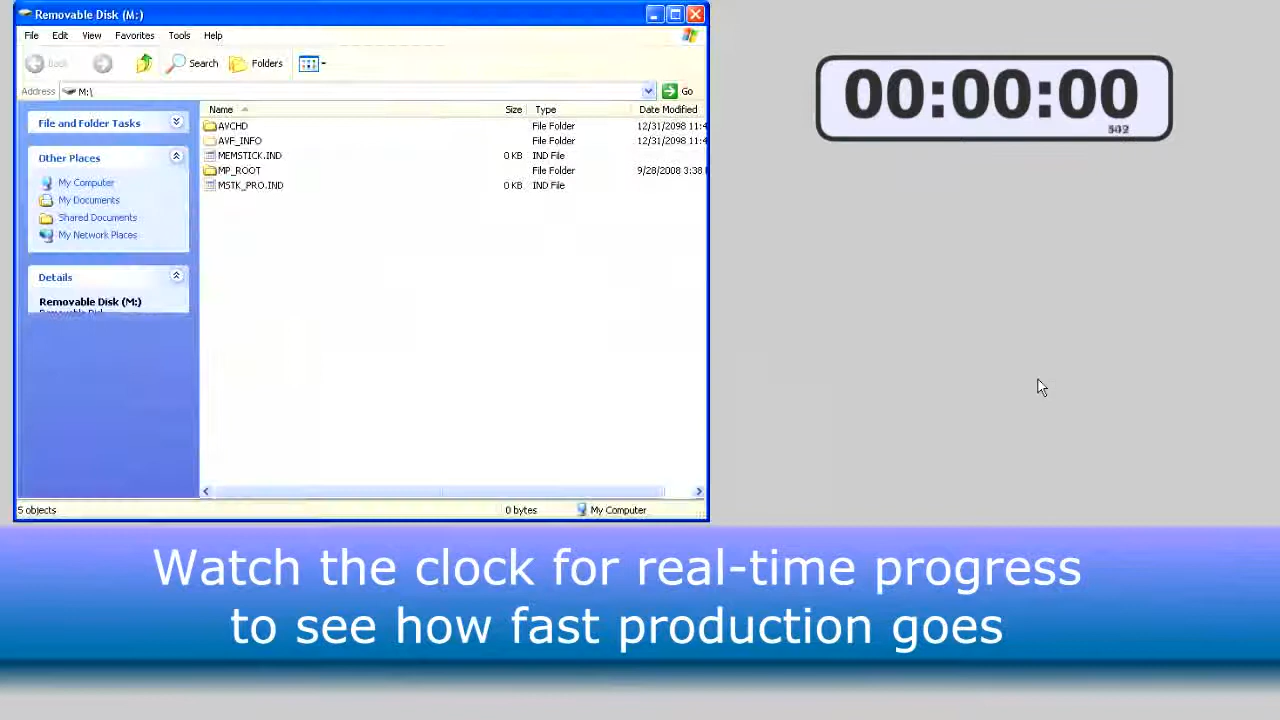 Removable Disk (M:)
File Edit View Favorites Tools Help
Back Search Folders
Address M:\ Go
File and Folder Tasks
Other Places
My Computer
My Documents
Shared Documents
My Network Places
Details
Removable Disk (M:)
Removable Disk
Name Size Type Date Modified
AVCHD File Folder 12/31/2098 11:4
AVF_INFO File Folder 12/31/2098 11:4
MEMSTICK.IND 0 KB IND File
MP_ROOT File Folder 9/28/2008 3:38
MSTK_PRO.IND 0 KB IND File
5 objects 0 bytes My Computer
00:00:00
Watch the clock for real-time progress
to see how fast production goes